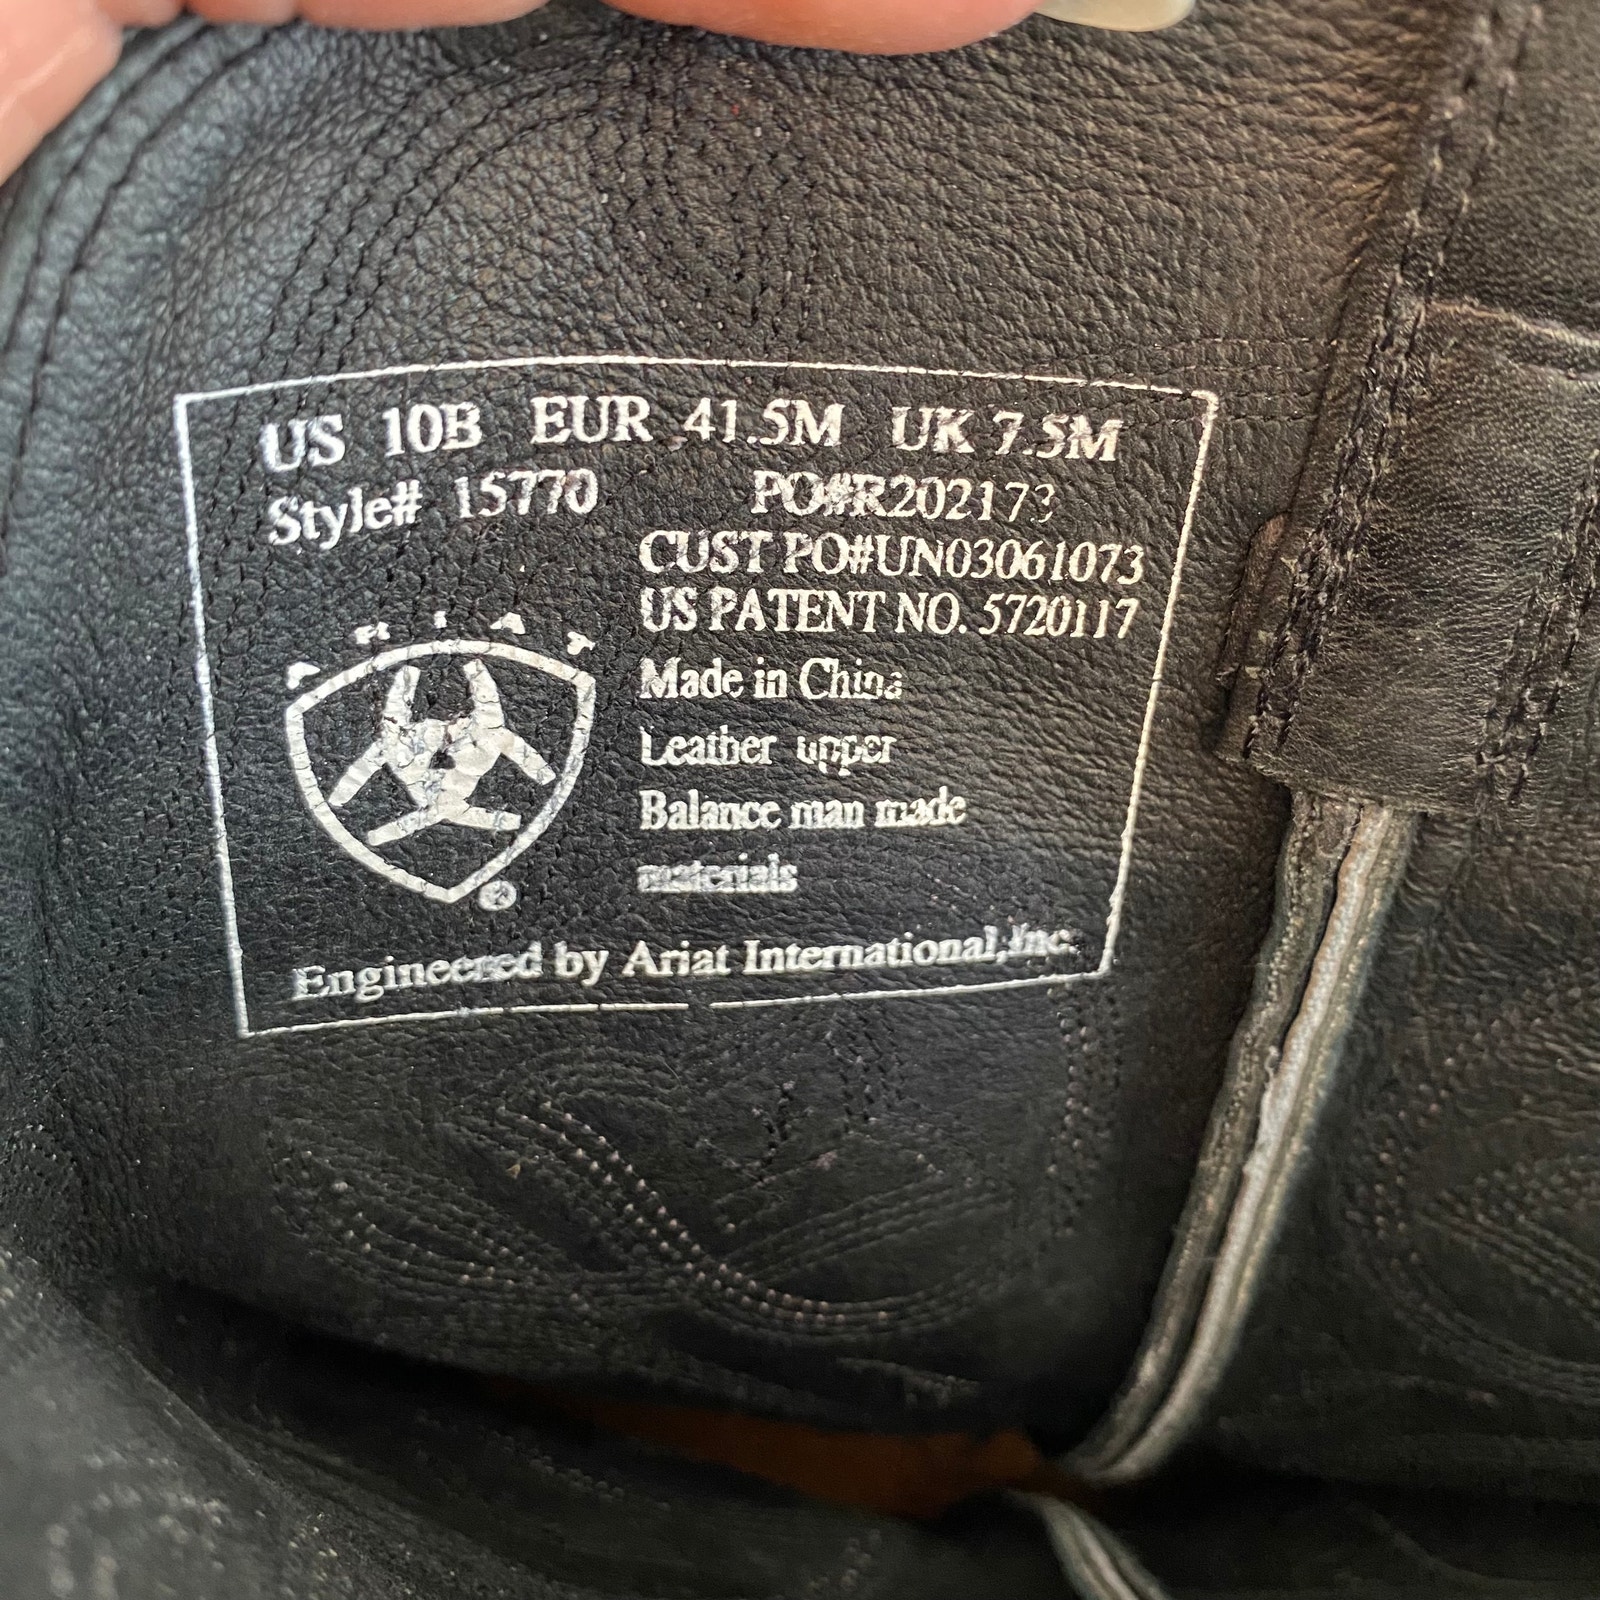 US 10B EUR 41.5M UK 7.5M
Style# 15770 PO#R202173
CUST PO#UN03061073
US PATENT NO. 5720117
ARIAT
Made in China
Leather upper
Balance man made
materials
®
Engineered by Ariat International,Inc.